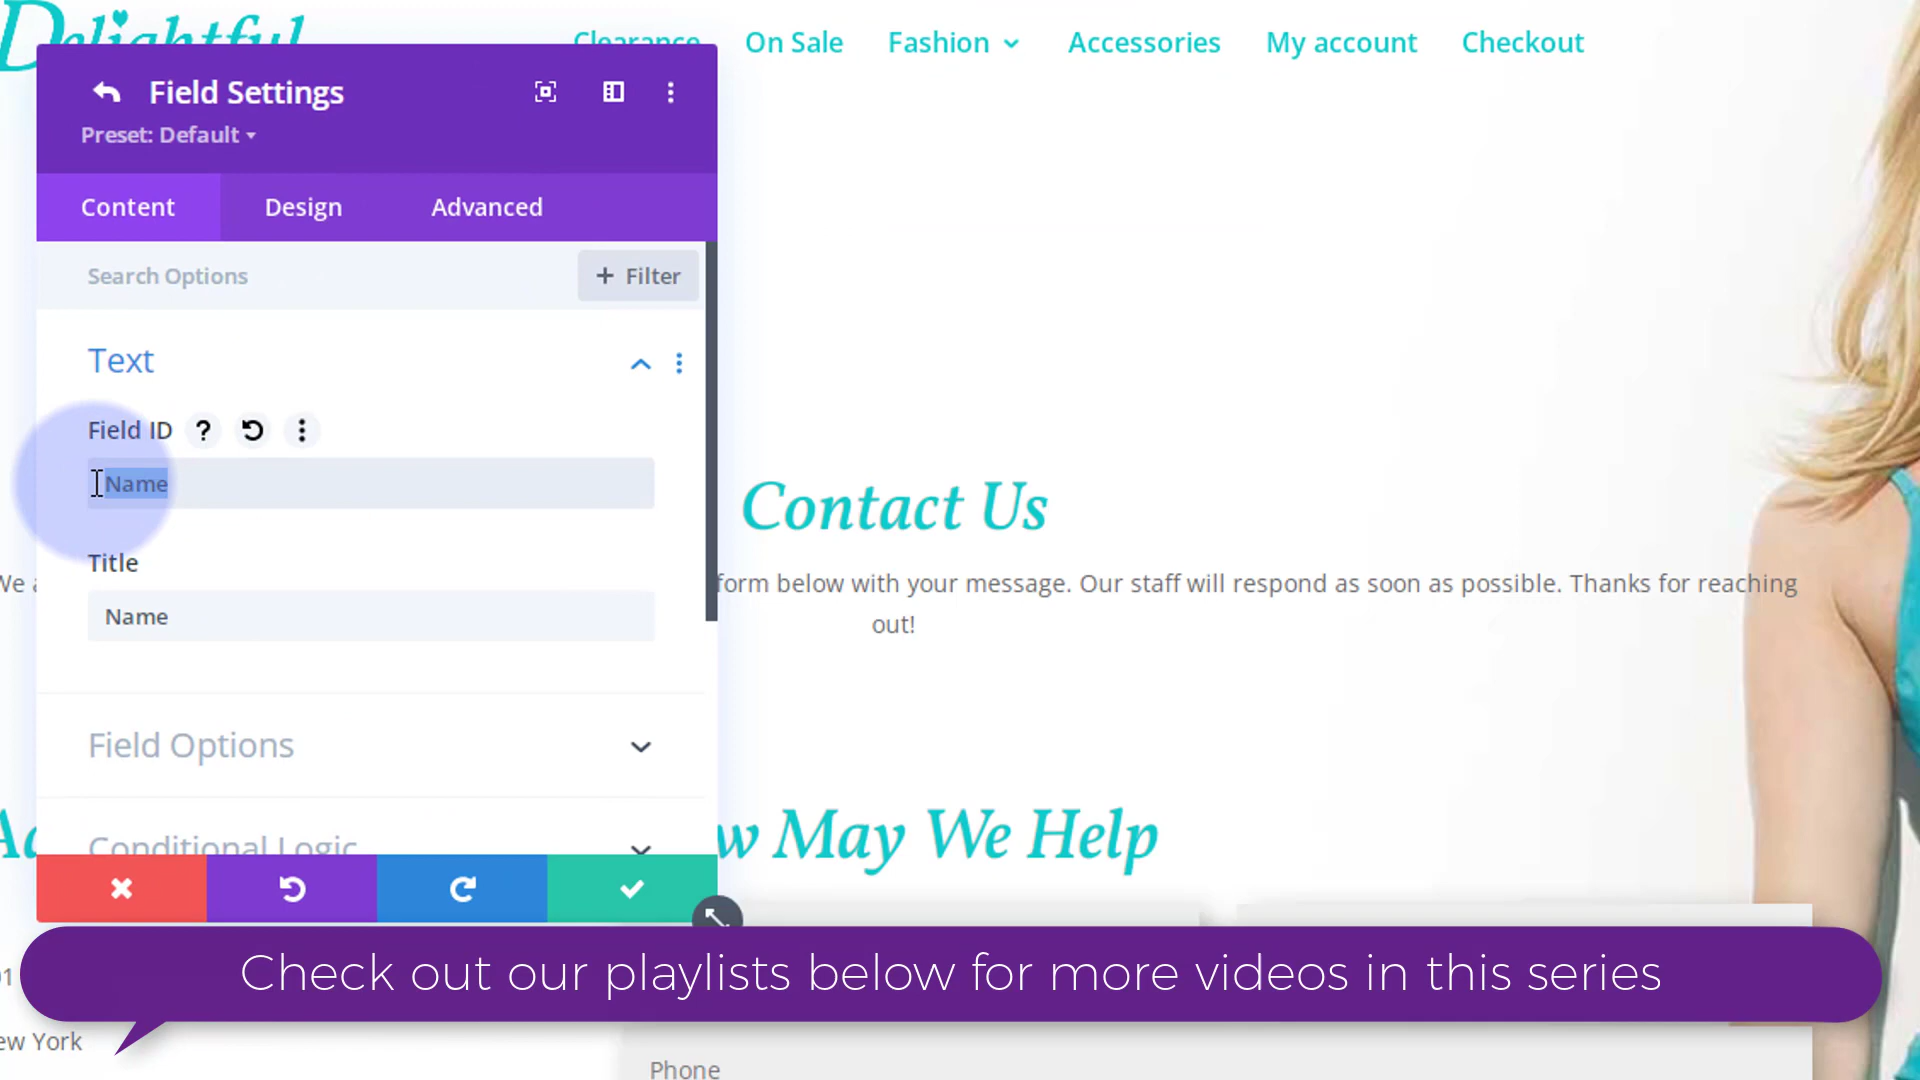 Delightful
Clearance
On Sale
Fashion
Accessories
My account
Checkout
Field Settings
Preset: Default
Content
Design
Advanced
Search Options
+ Filter
Text
Field ID ?
Name
Title
Name
Field Options
Conditional Logic
Contact Us
We a
form below with your message. Our staff will respond as soon as possible. Thanks for reaching
out!
w May We Help
Check out our playlists below for more videos in this series
ew York
Phone